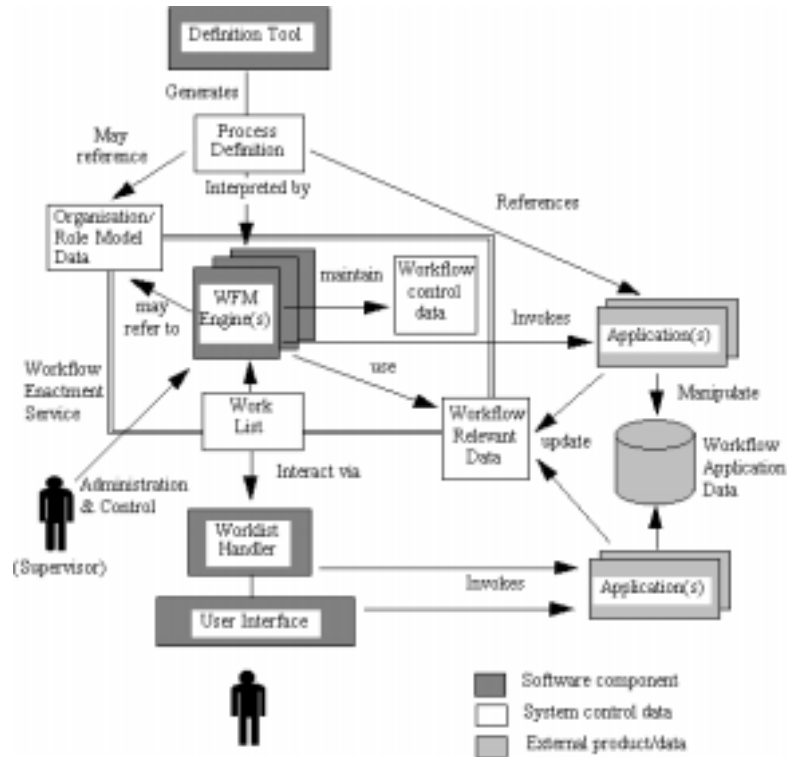 Definition Tool
Generates
May
reference
Process
Definition
Interpreted by
References
Organisation/
Role Model
Data
maintain
Workflow
control
data
WFM
Engine(s)
may
refer to
Invokes
Application(s)
Workflow
Enactment
Service
use
Manipulate
Work
List
Workflow
Relevant
Data
update
Workflow
Application
Data
Interact via
Administration
& Control
(Supervisor)
Worklist
Handler
Invokes
Application(s)
User Interface
Software component
System control data
External product/data